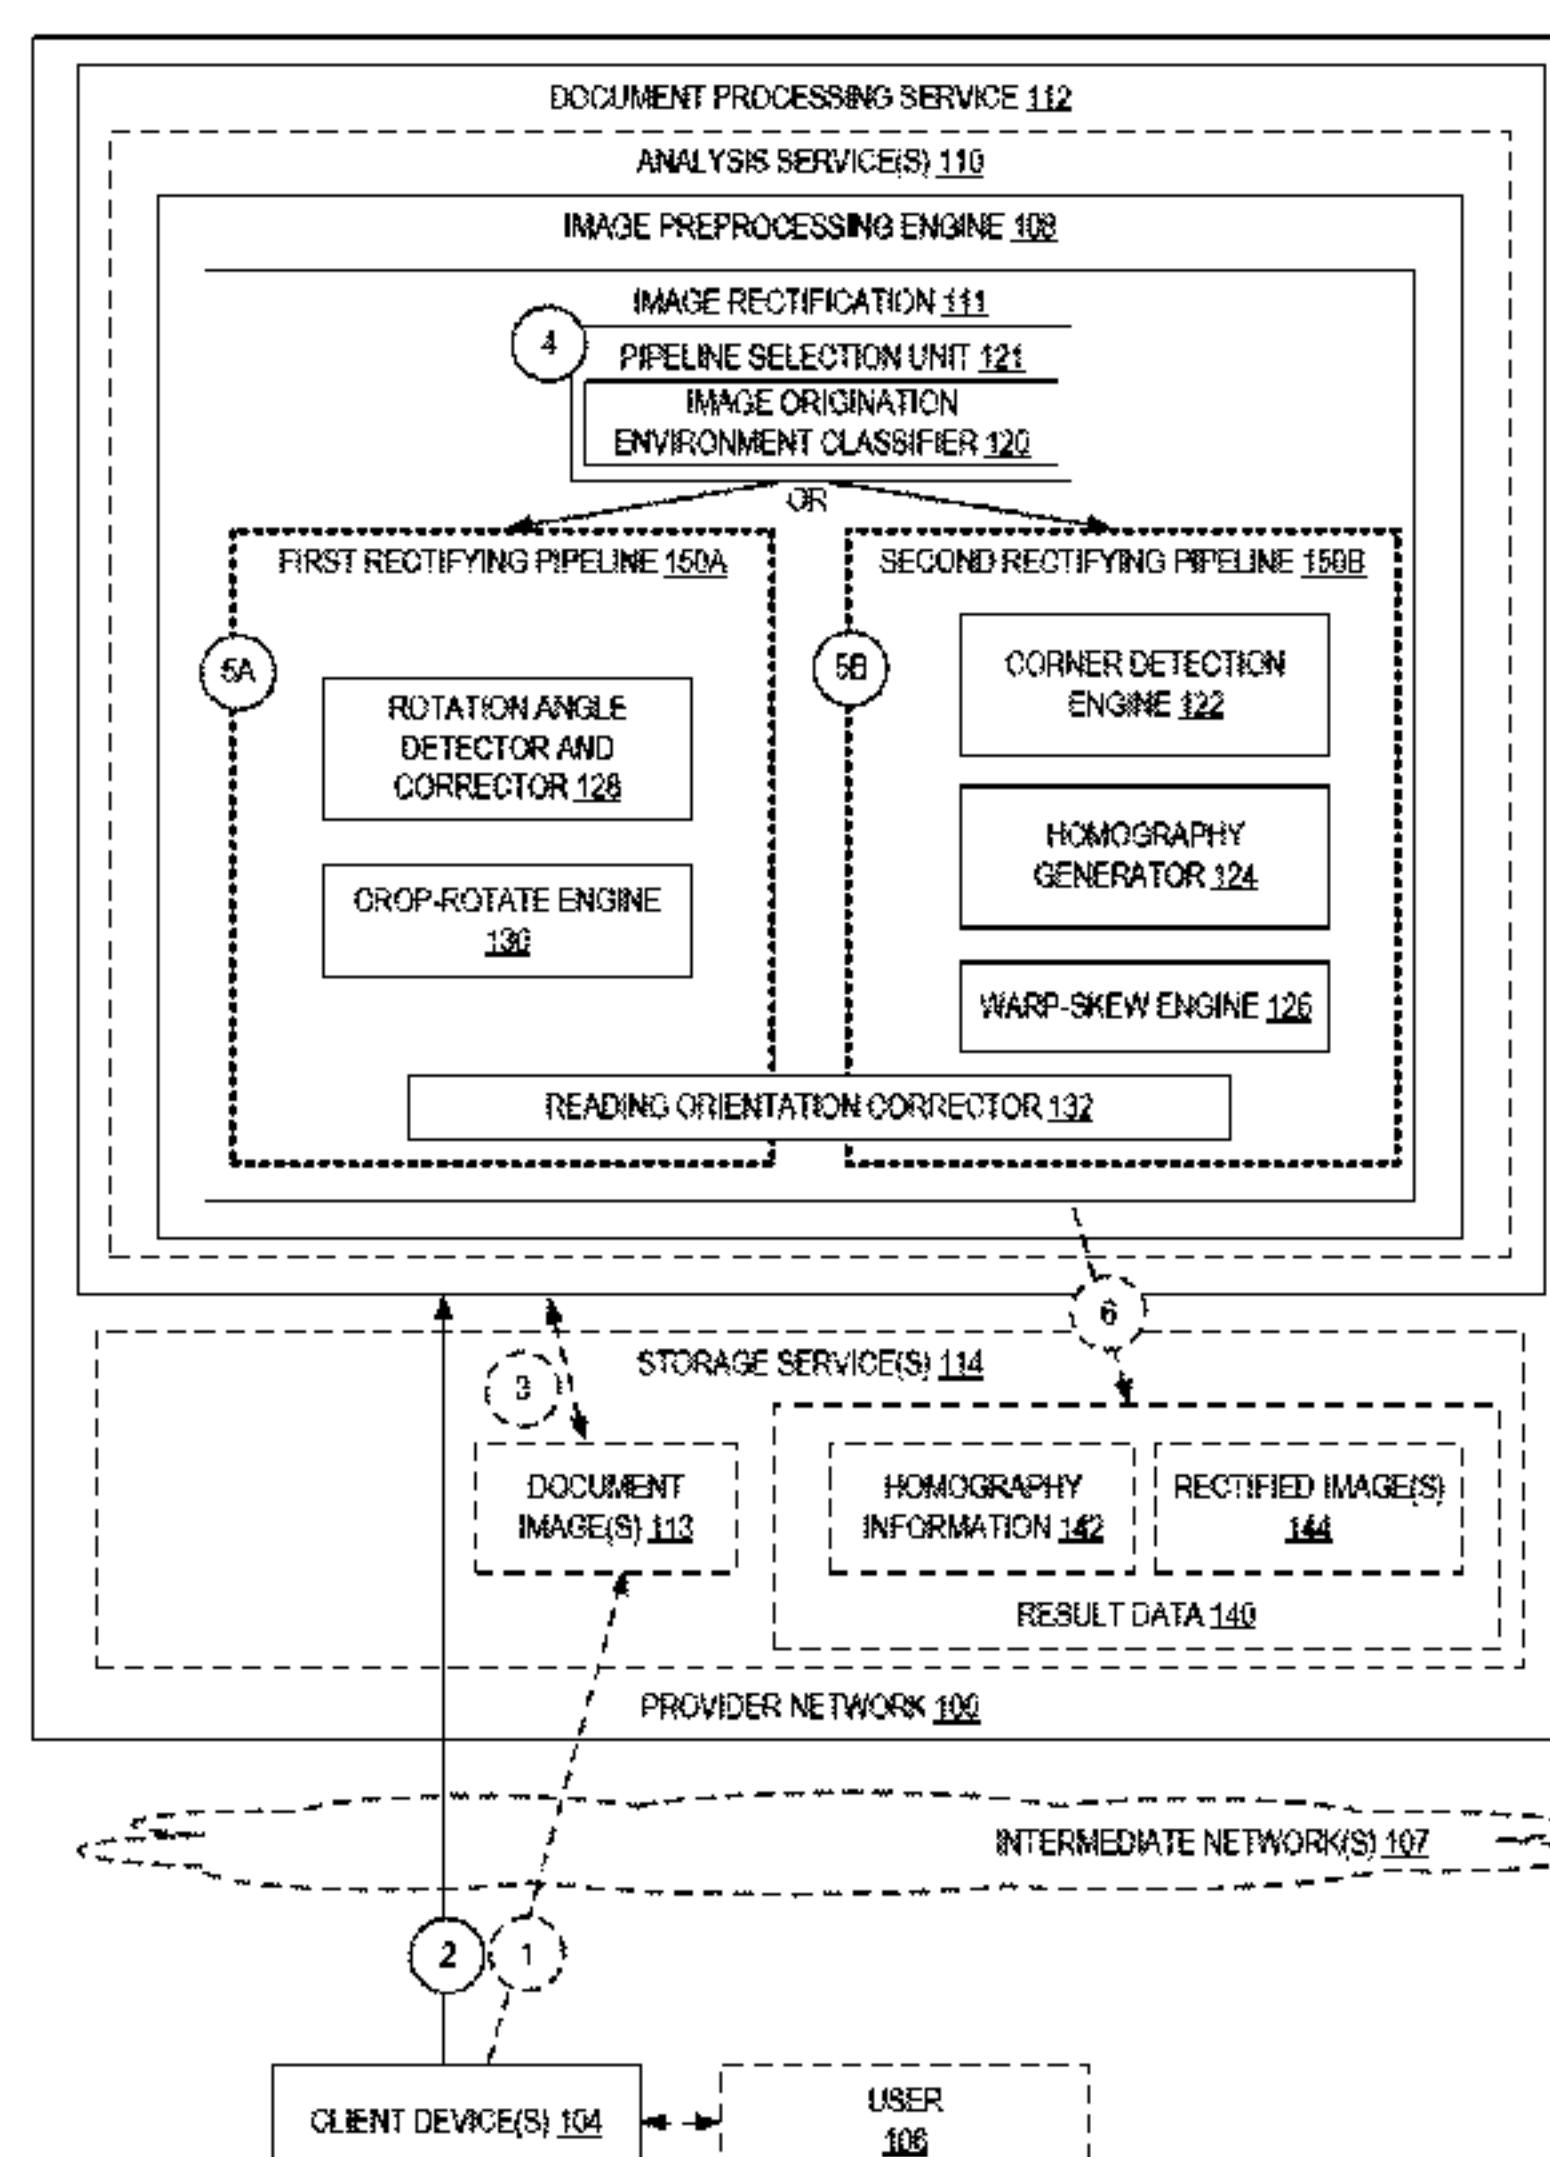 DOCUMENT PROCESSING SERVICE 112
ANALYSIS SERVICE(S) 110
IMAGE PREPROCESSING ENGINE 108
IMAGE RECTIFICATION 111
4
PIPELINE SELECTION UNIT 121
IMAGE ORIGINATION
ENVIRONMENT CLASSIFIER 120
OR
FIRST RECTIFYING PIPELINE 150A
5A
ROTATION ANGLE
DETECTOR AND
CORRECTOR 128
CROP-ROTATE ENGINE
130
SECOND RECTIFYING PIPELINE 150B
5B
CORNER DETECTION
ENGINE 122
HOMOGRAPHY
GENERATOR 124
WARP-SKEW ENGINE 126
READING ORIENTATION CORRECTOR 132
6
STORAGE SERVICE(S) 114
3
DOCUMENT
IMAGE(S) 113
HOMOGRAPHY
INFORMATION 142
RECTIFIED IMAGE(S)
144
RESULT DATA 140
PROVIDER NETWORK 100
INTERMEDIATE NETWORK(S) 107
2
1
CLIENT DEVICE(S) 104
USER
106